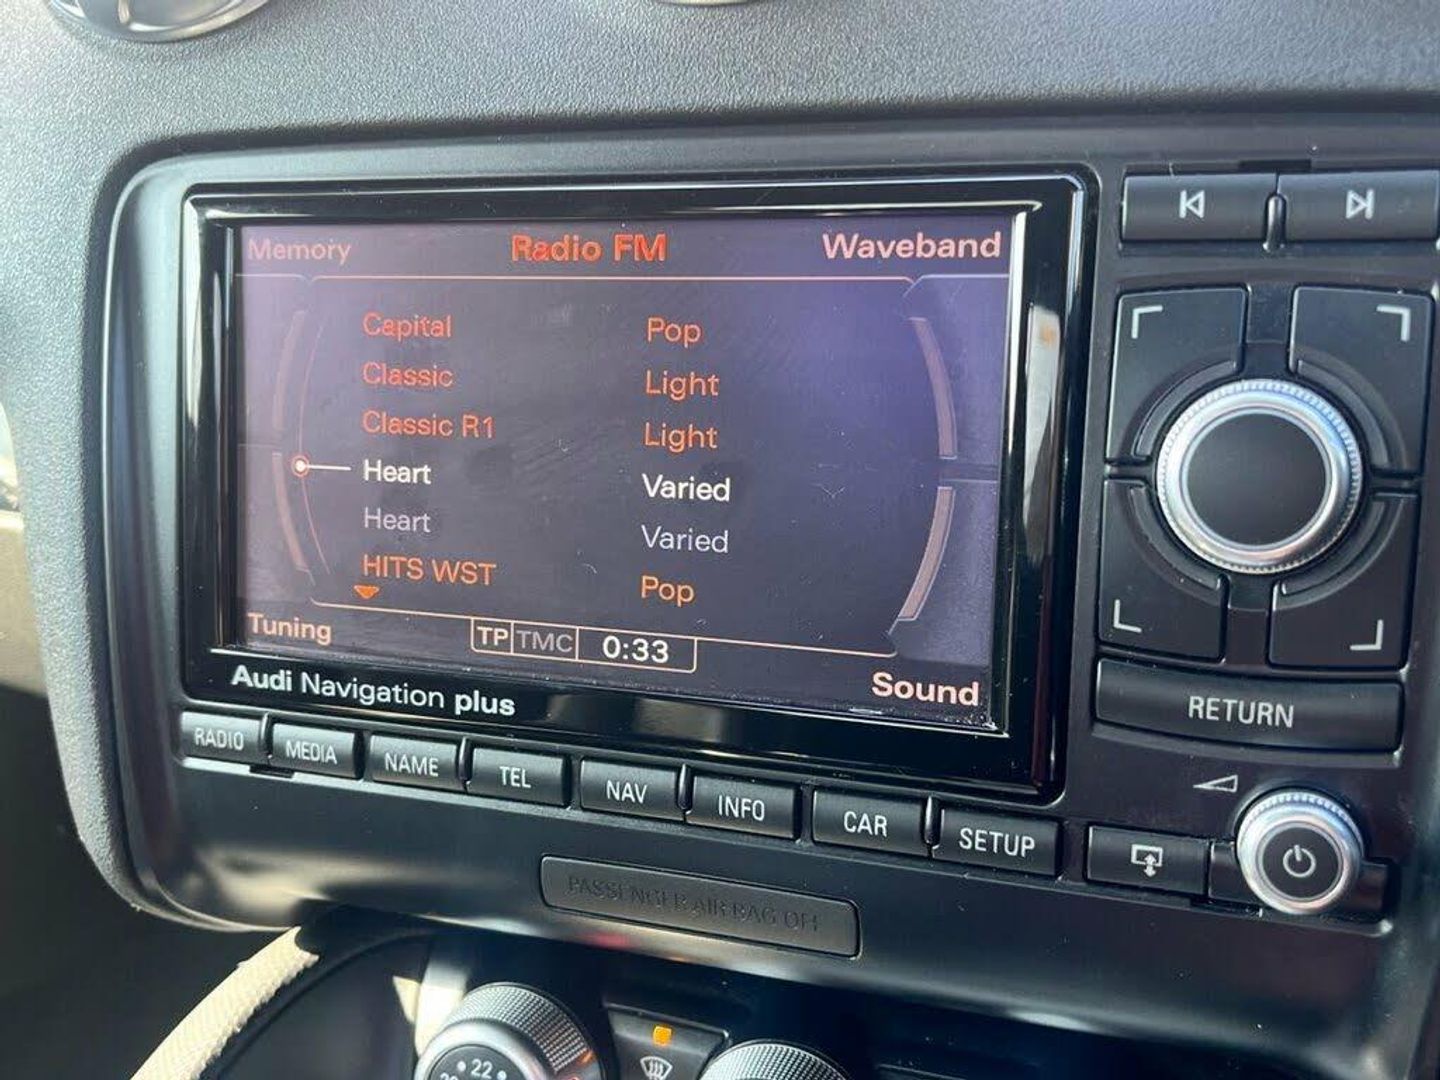 Memory Radio FM Waveband
Capital Pop
Classic Light
Classic R1 Light
Heart Varied
Heart Varied
HITS WST Pop
Tuning TP TMC 0:33 Sound
Audi Navigation plus
RETURN
RADIO MEDIA NAME TEL NAV INFO CAR SETUP
PASSENGER AIR BAG OFF
22